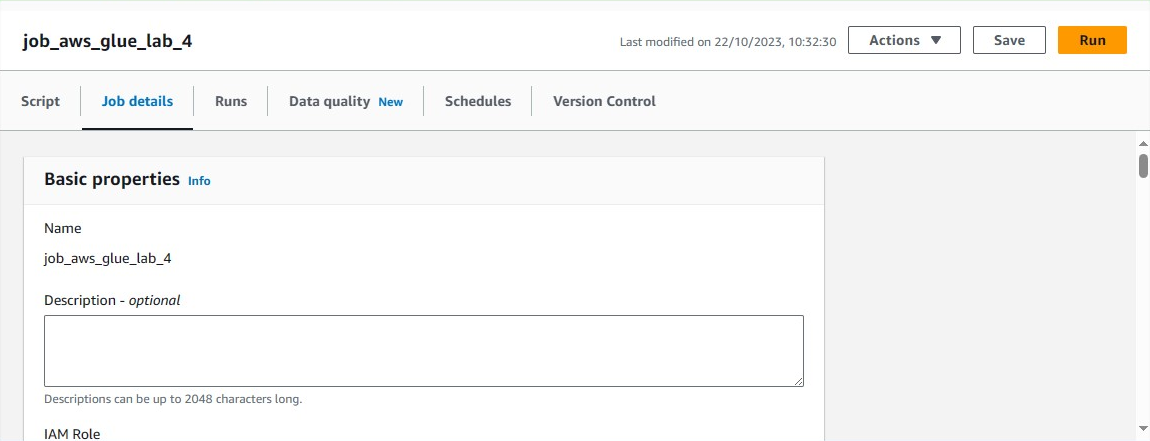 job_aws_glue_lab_4
Last modified on 22/10/2023, 10:32:30 Actions Save Run
Script Job details Runs Data quality New Schedules Version Control
Basic properties Info
Name
job_aws_glue_lab_4
Description - optional
Descriptions can be up to 2048 characters long.
IAM Role